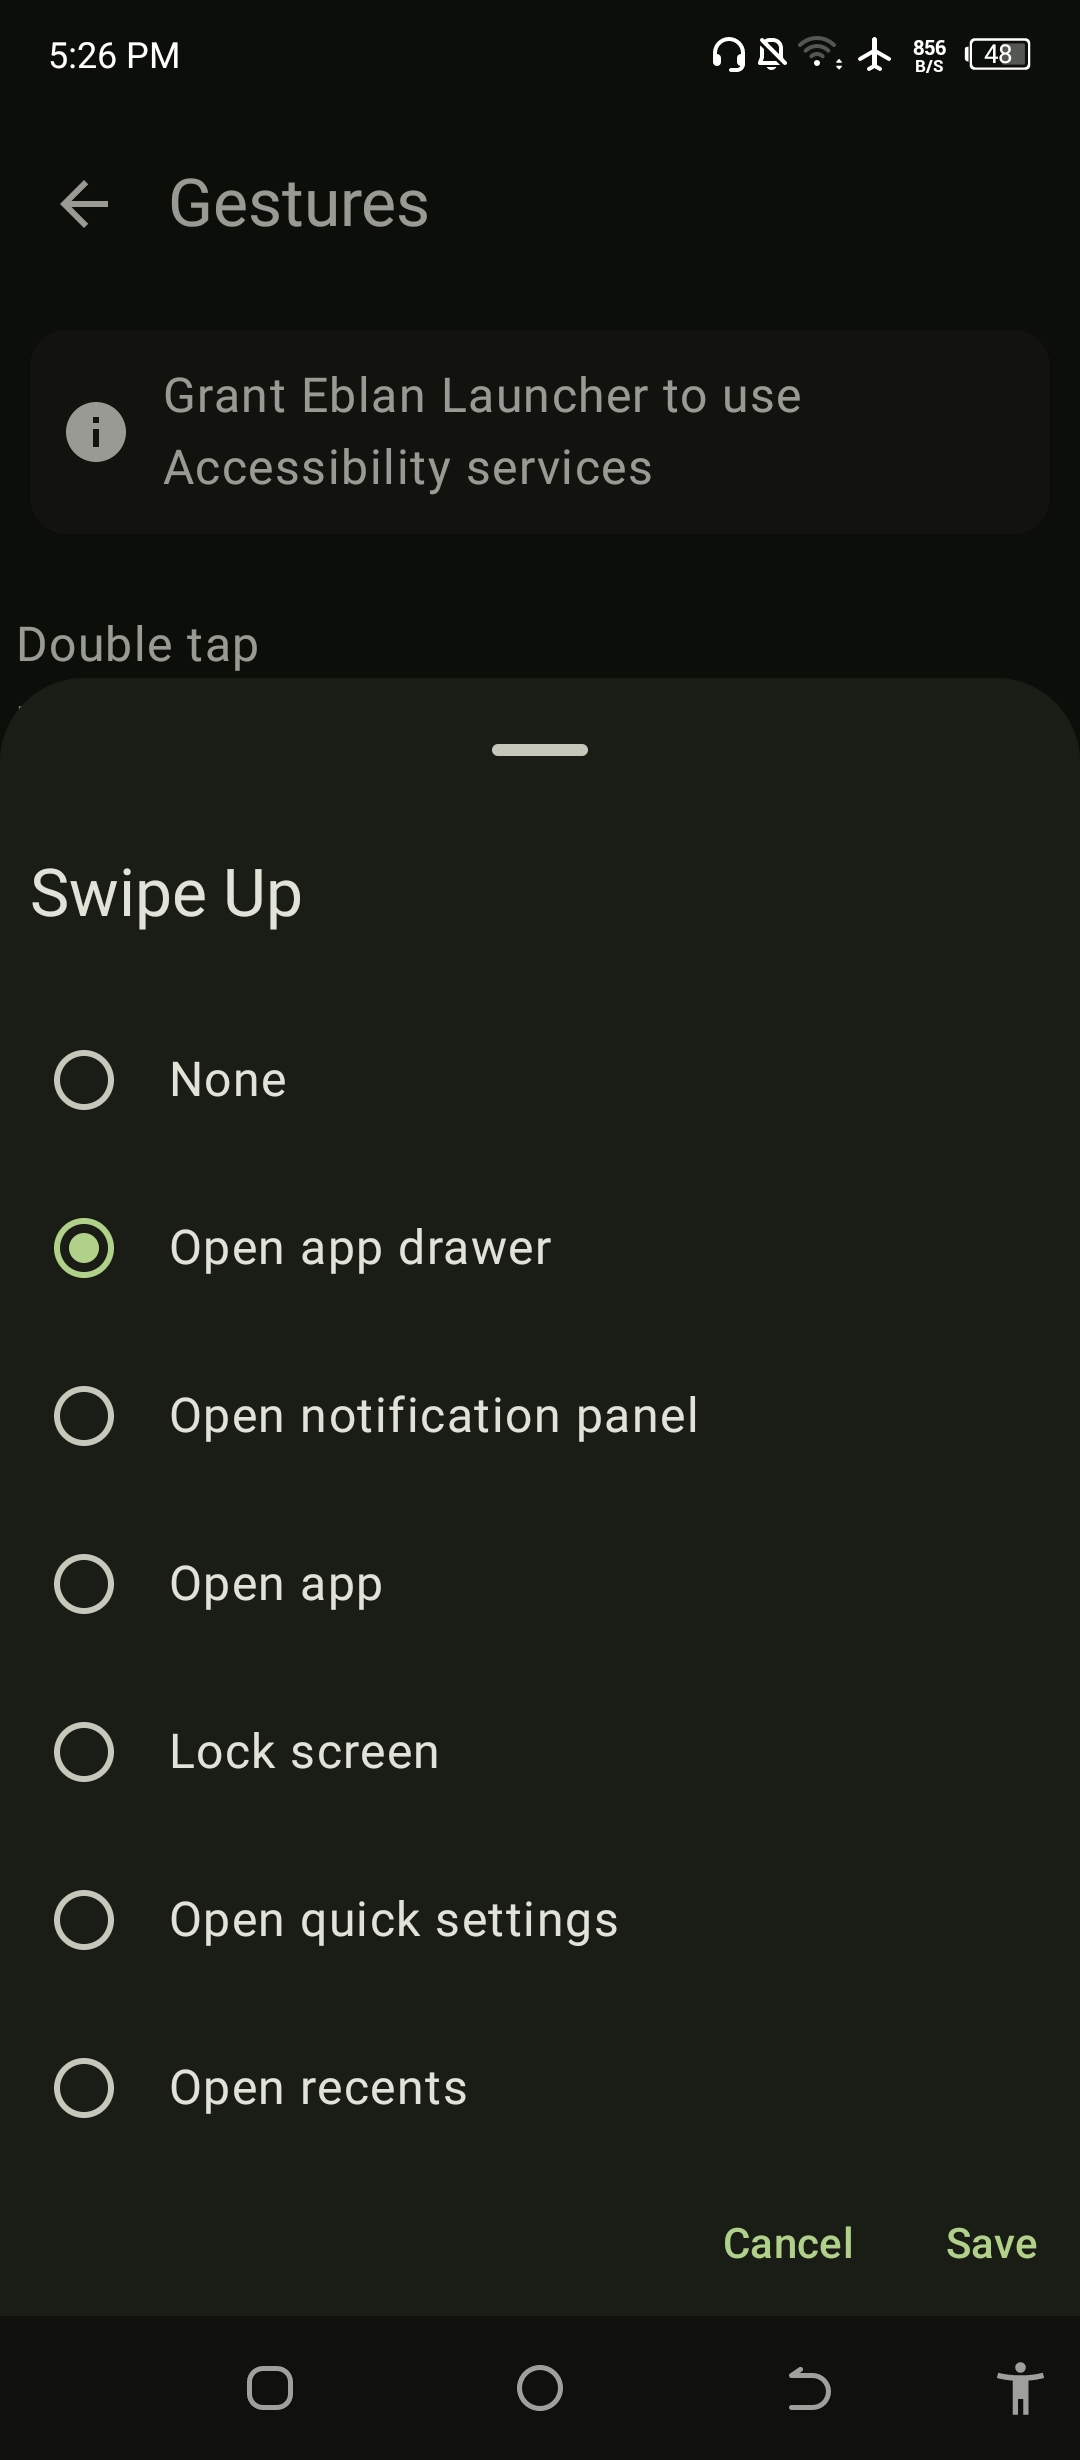 5:26 PM
856
B/S
48
Gestures
Grant Eblan Launcher to use
Accessibility services
Double tap
Swipe Up
None
Open app drawer
Open notification panel
Open app
Lock screen
Open quick settings
Open recents
Cancel
Save